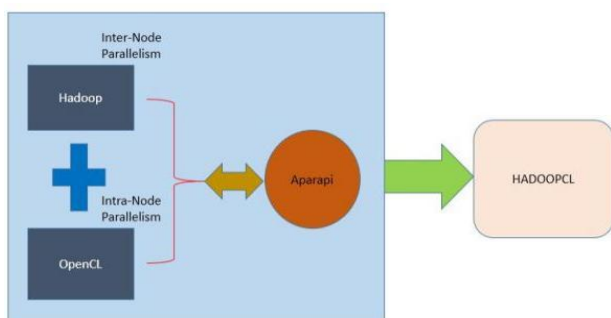 Inter-Node
Parallelism
Hadoop
Intra-Node
Parallelism
OpenCL
Aparapi
HADOOPCL